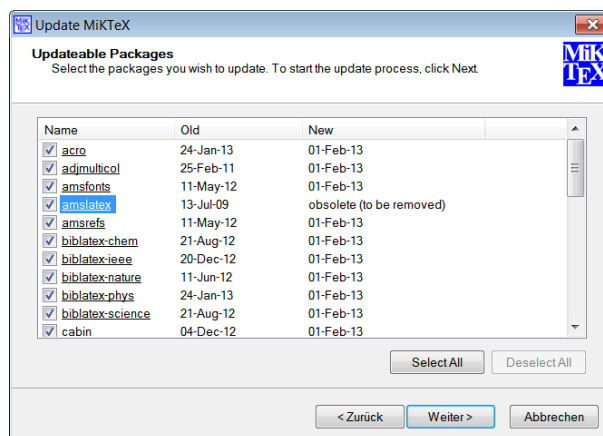 Update MiKTeX
Updateable Packages
Select the packages you wish to update. To start the update process, click Next.
MiK
TEX
Name Old New
acro 24-Jan-13 01-Feb-13
adjmulticol 25-Feb-11 01-Feb-13
amsfonts 11-May-12 01-Feb-13
amslatex 13-Jul-09 obsolete (to be removed)
amsrefs 11-May-12 01-Feb-13
biblatex-chem 21-Aug-12 01-Feb-13
biblatex-ieee 20-Dec-12 01-Feb-13
biblatex-nature 11-Jun-12 01-Feb-13
biblatex-phys 24-Jan-13 01-Feb-13
biblatex-science 21-Aug-12 01-Feb-13
cabin 04-Dec-12 01-Feb-13
Select All Deselect All
< Zurück Weiter > Abbrechen